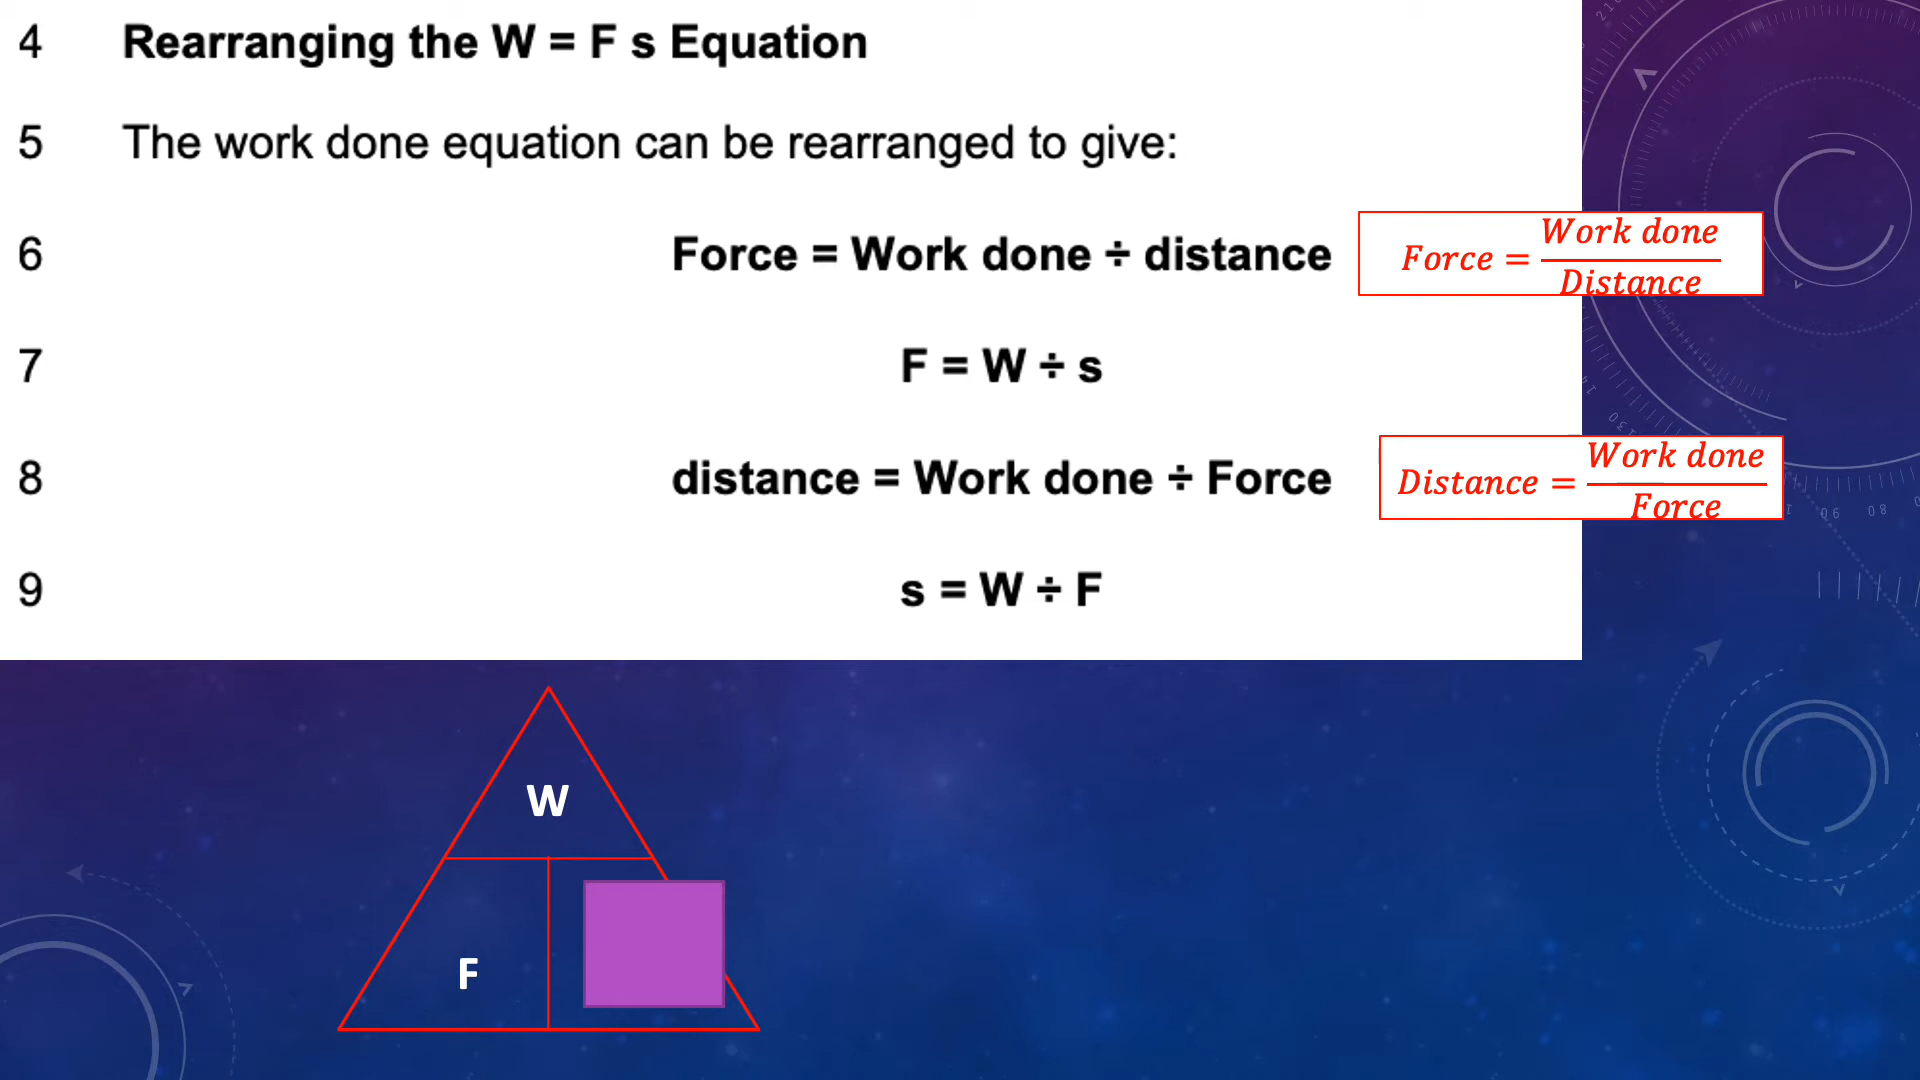 4 Rearranging the W = F s Equation
5 The work done equation can be rearranged to give:
6 Force = Work done ÷ distance
Force = Work done
Distance
7 F = W ÷ s
8 distance = Work done ÷ Force
Distance = Work done
Force
9 s = W ÷ F
W
F